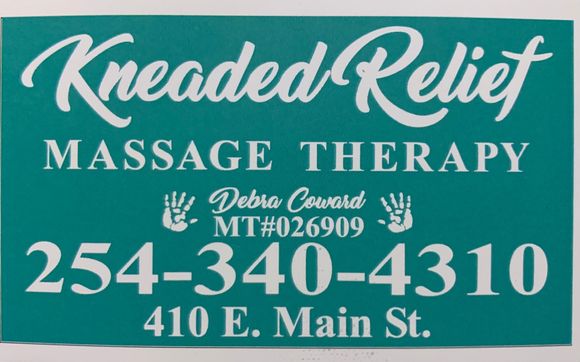 Kneaded Relief
MASSAGE THERAPY
Debra Coward
MT#026909
254-340-4310
410 E. Main St.